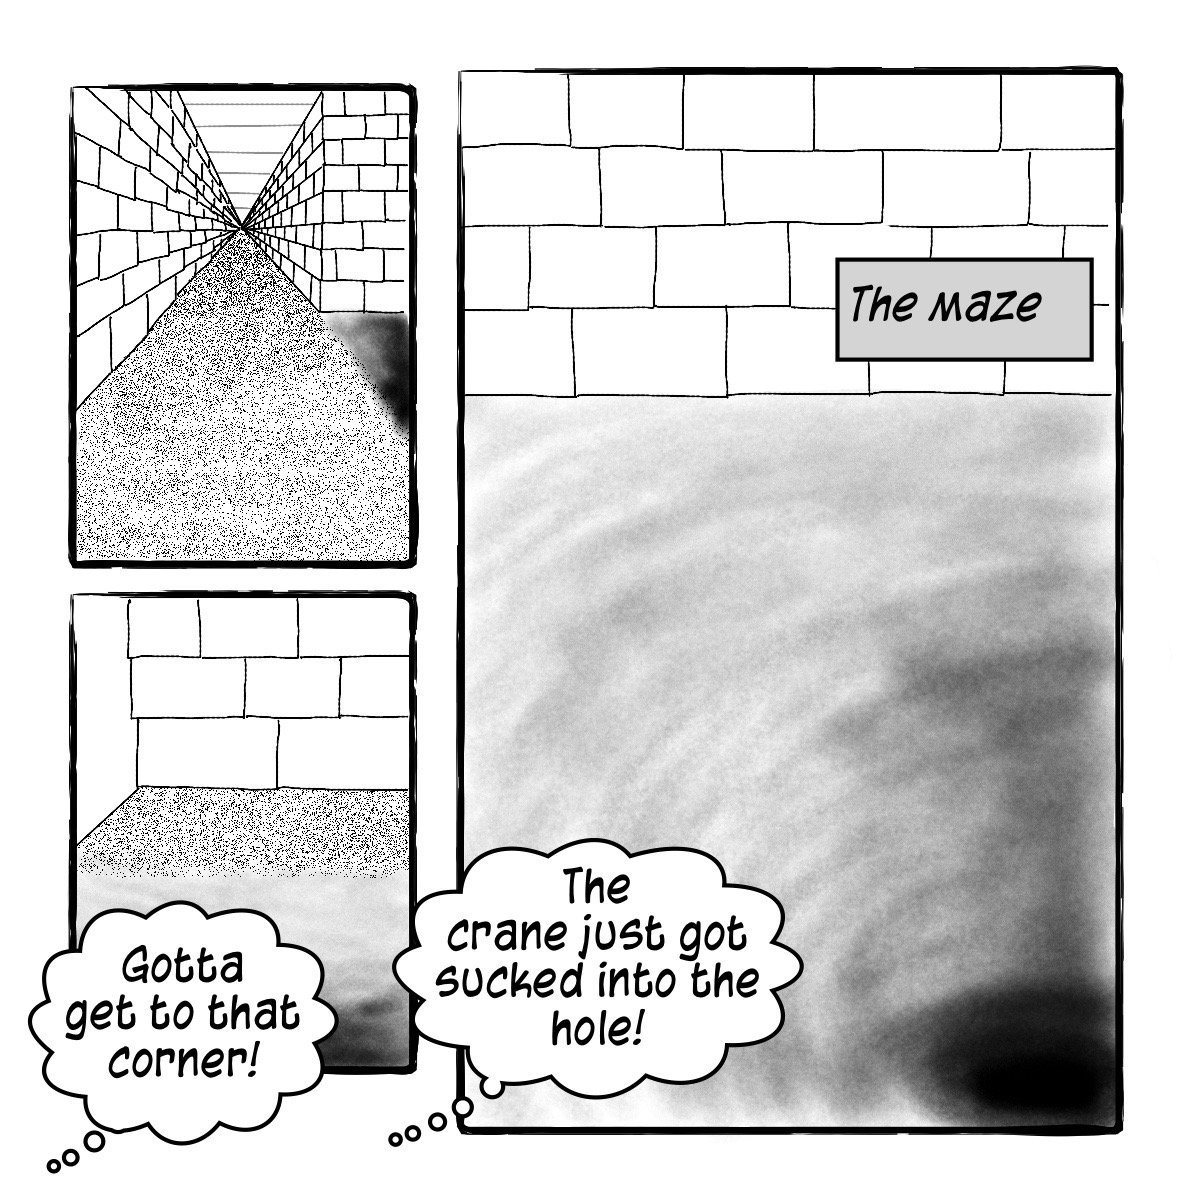 Gotta
get to that
corner!
The maze
The
crane just got
sucked into the
hole!